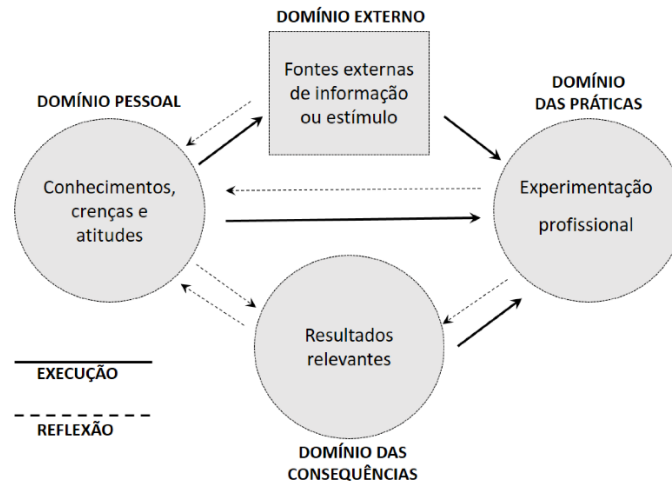 DOMÍNIO EXTERNO
Fontes externas
de informação
ou estímulo
DOMÍNIO PESSOAL
Conhecimentos,
crenças e
atitudes
DOMÍNIO
DAS PRÁTICAS
Experimentação
profissional
Resultados
relevantes
DOMÍNIO DAS
CONSEQUÊNCIAS
EXECUÇÃO
REFLEXÃO